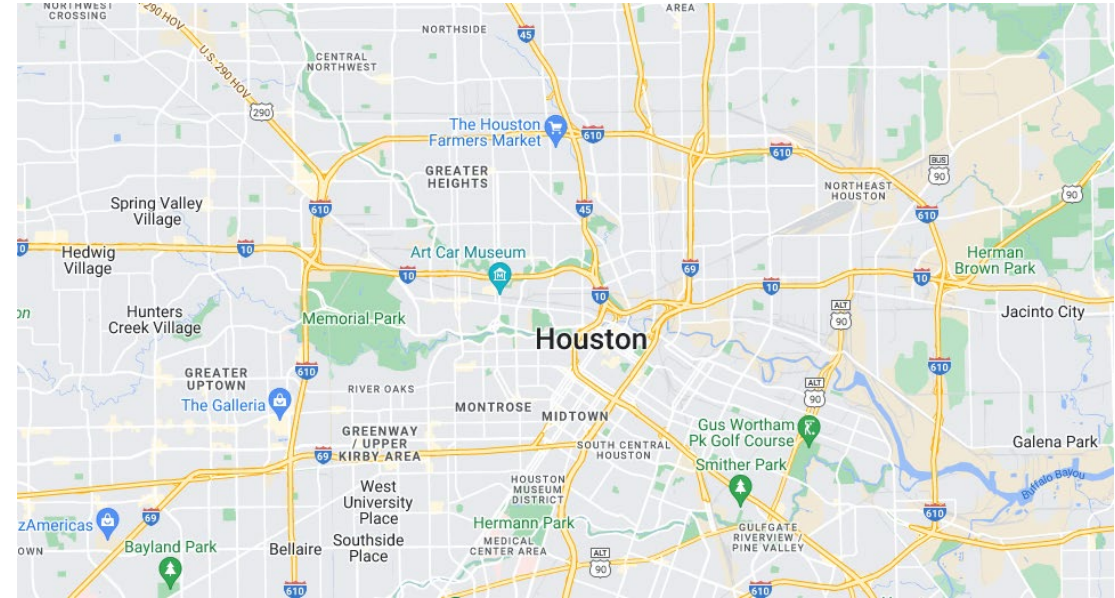 NORTHWEST
CROSSING
HOV
AREA
NORTHSIDE
45
U.S. 290 HOV
CENTRAL
NORTHWEST
290
The Houston
Farmers Market
610
610
610
BUS
90
GREATER
HEIGHTS
NORTHEAST
HOUSTON
90
Spring Valley
Village
610
45
610
10
Hedwig
Village
10
Art Car Museum
10
69
10
10
Herman
Brown Park
10
Hunters
Creek Village
Memorial Park
10
ALT
90
Jacinto City
Houston
GREATER
UPTOWN
610
RIVER OAKS
610
ALT
90
The Galleria
MONTROSE
MIDTOWN
GREENWAY
/ UPPER
KIRBY AREA
Gus Wortham
Pk Golf Course
Galena Park
69
SOUTH CENTRAL
HOUSTON
Smither Park
West
University
Place
HOUSTON
MUSEUM
DISTRICT
Buffalo Bayou
zAmericas
69
Hermann Park
610
OWN
Bayland Park
Bellaire
Southside
Place
MEDICAL
CENTER AREA
GULFGATE
RIVERVIEW /
PINE VALLEY
ALT
90
610
610